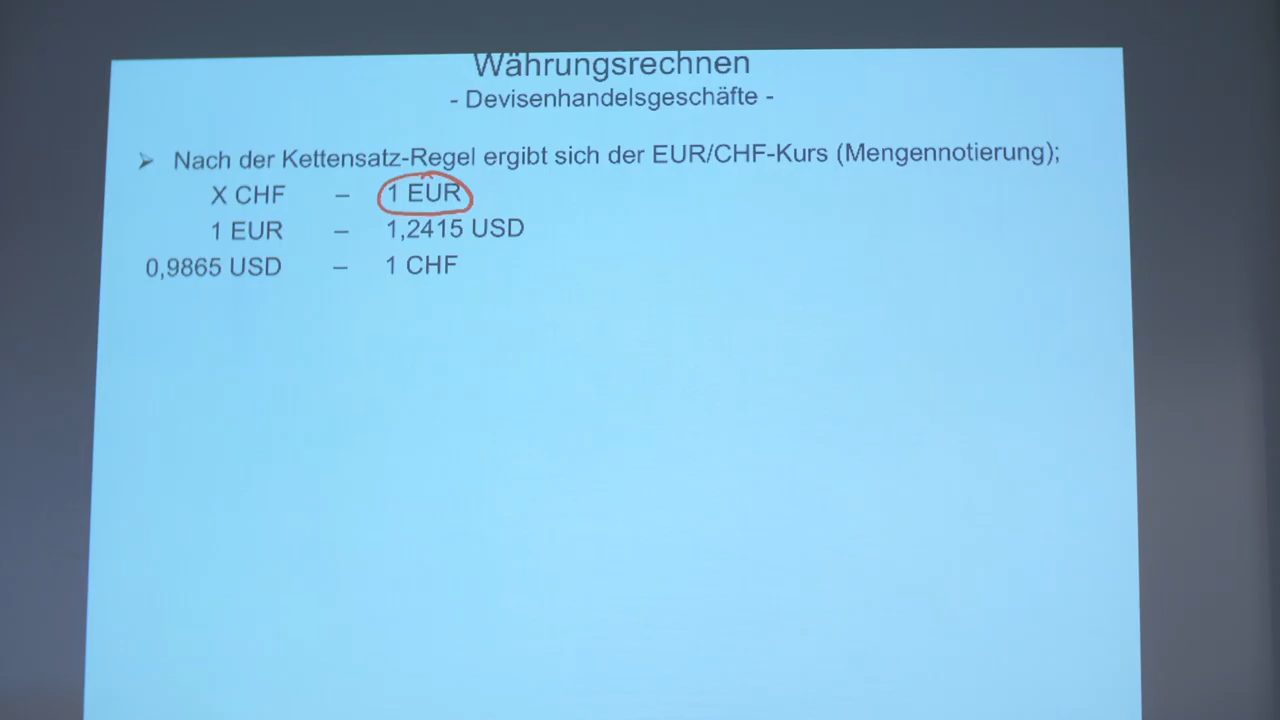 Währungsrechnen
- Devisenhandelsgeschäfte -
➢ Nach der Kettensatz-Regel ergibt sich der EUR/CHF-Kurs (Mengennotierung);
X CHF – 1 EUR
1 EUR – 1,2415 USD
0,9865 USD – 1 CHF